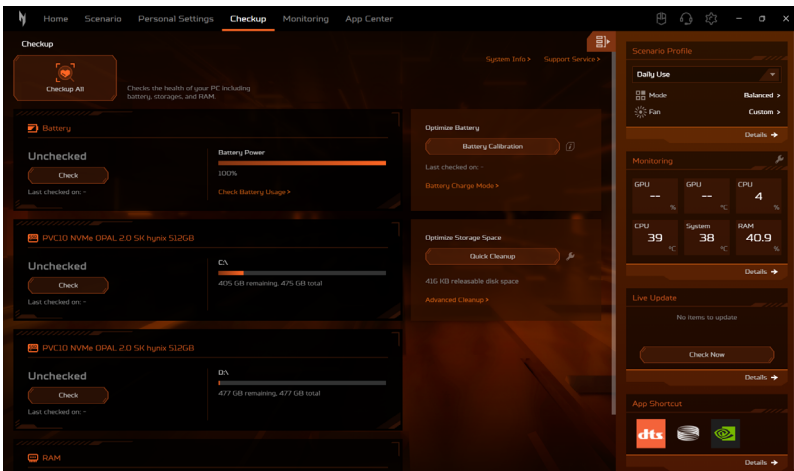 Home Scenario Personal Settings Checkup Monitoring App Center
Checkup
System Info > Support Service >
Checkup All
Checks the health of your PC including
battery, storages, and RAM.
Battery
Unchecked
Check
Last checked on: -
Battery Power
100%
Check Battery Usage >
Optimize Battery
Battery Calibration
Last checked on: -
Battery Charge Mode >
PVC10 NVMe OPAL 2.0 SK hynix 512GB
Unchecked
Check
Last checked on: -
C:\
405 GB remaining, 475 GB total
Optimize Storage Space
Quick Cleanup
416 KB releasable disk space
Advanced Cleanup >
PVC10 NVMe OPAL 2.0 SK hynix 512GB
Unchecked
Check
Last checked on: -
D:\
477 GB remaining, 477 GB total
RAM
Scenario Profile
Daily Use
Mode Balanced >
Fan Custom >
Details →
Monitoring
GPU GPU CPU
-- -- 4
% °C %
CPU System RAM
39 38 40.9
°C °C %
Details →
Live Update
No items to update
Check Now
Details →
App Shortcut
dts
Details →